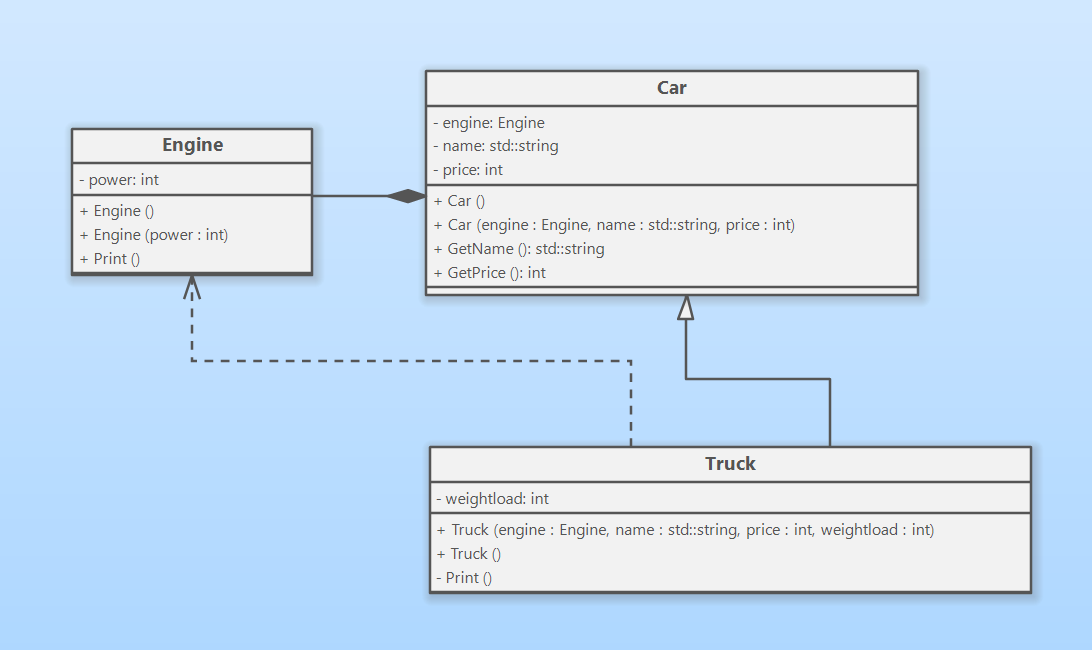 Engine
- power: int
+ Engine ()
+ Engine (power : int)
+ Print ()
Car
- engine: Engine
- name: std::string
- price: int
+ Car ()
+ Car (engine : Engine, name : std::string, price : int)
+ GetName (): std::string
+ GetPrice (): int
Truck
- weightload: int
+ Truck (engine : Engine, name : std::string, price : int, weightload : int)
+ Truck ()
- Print ()